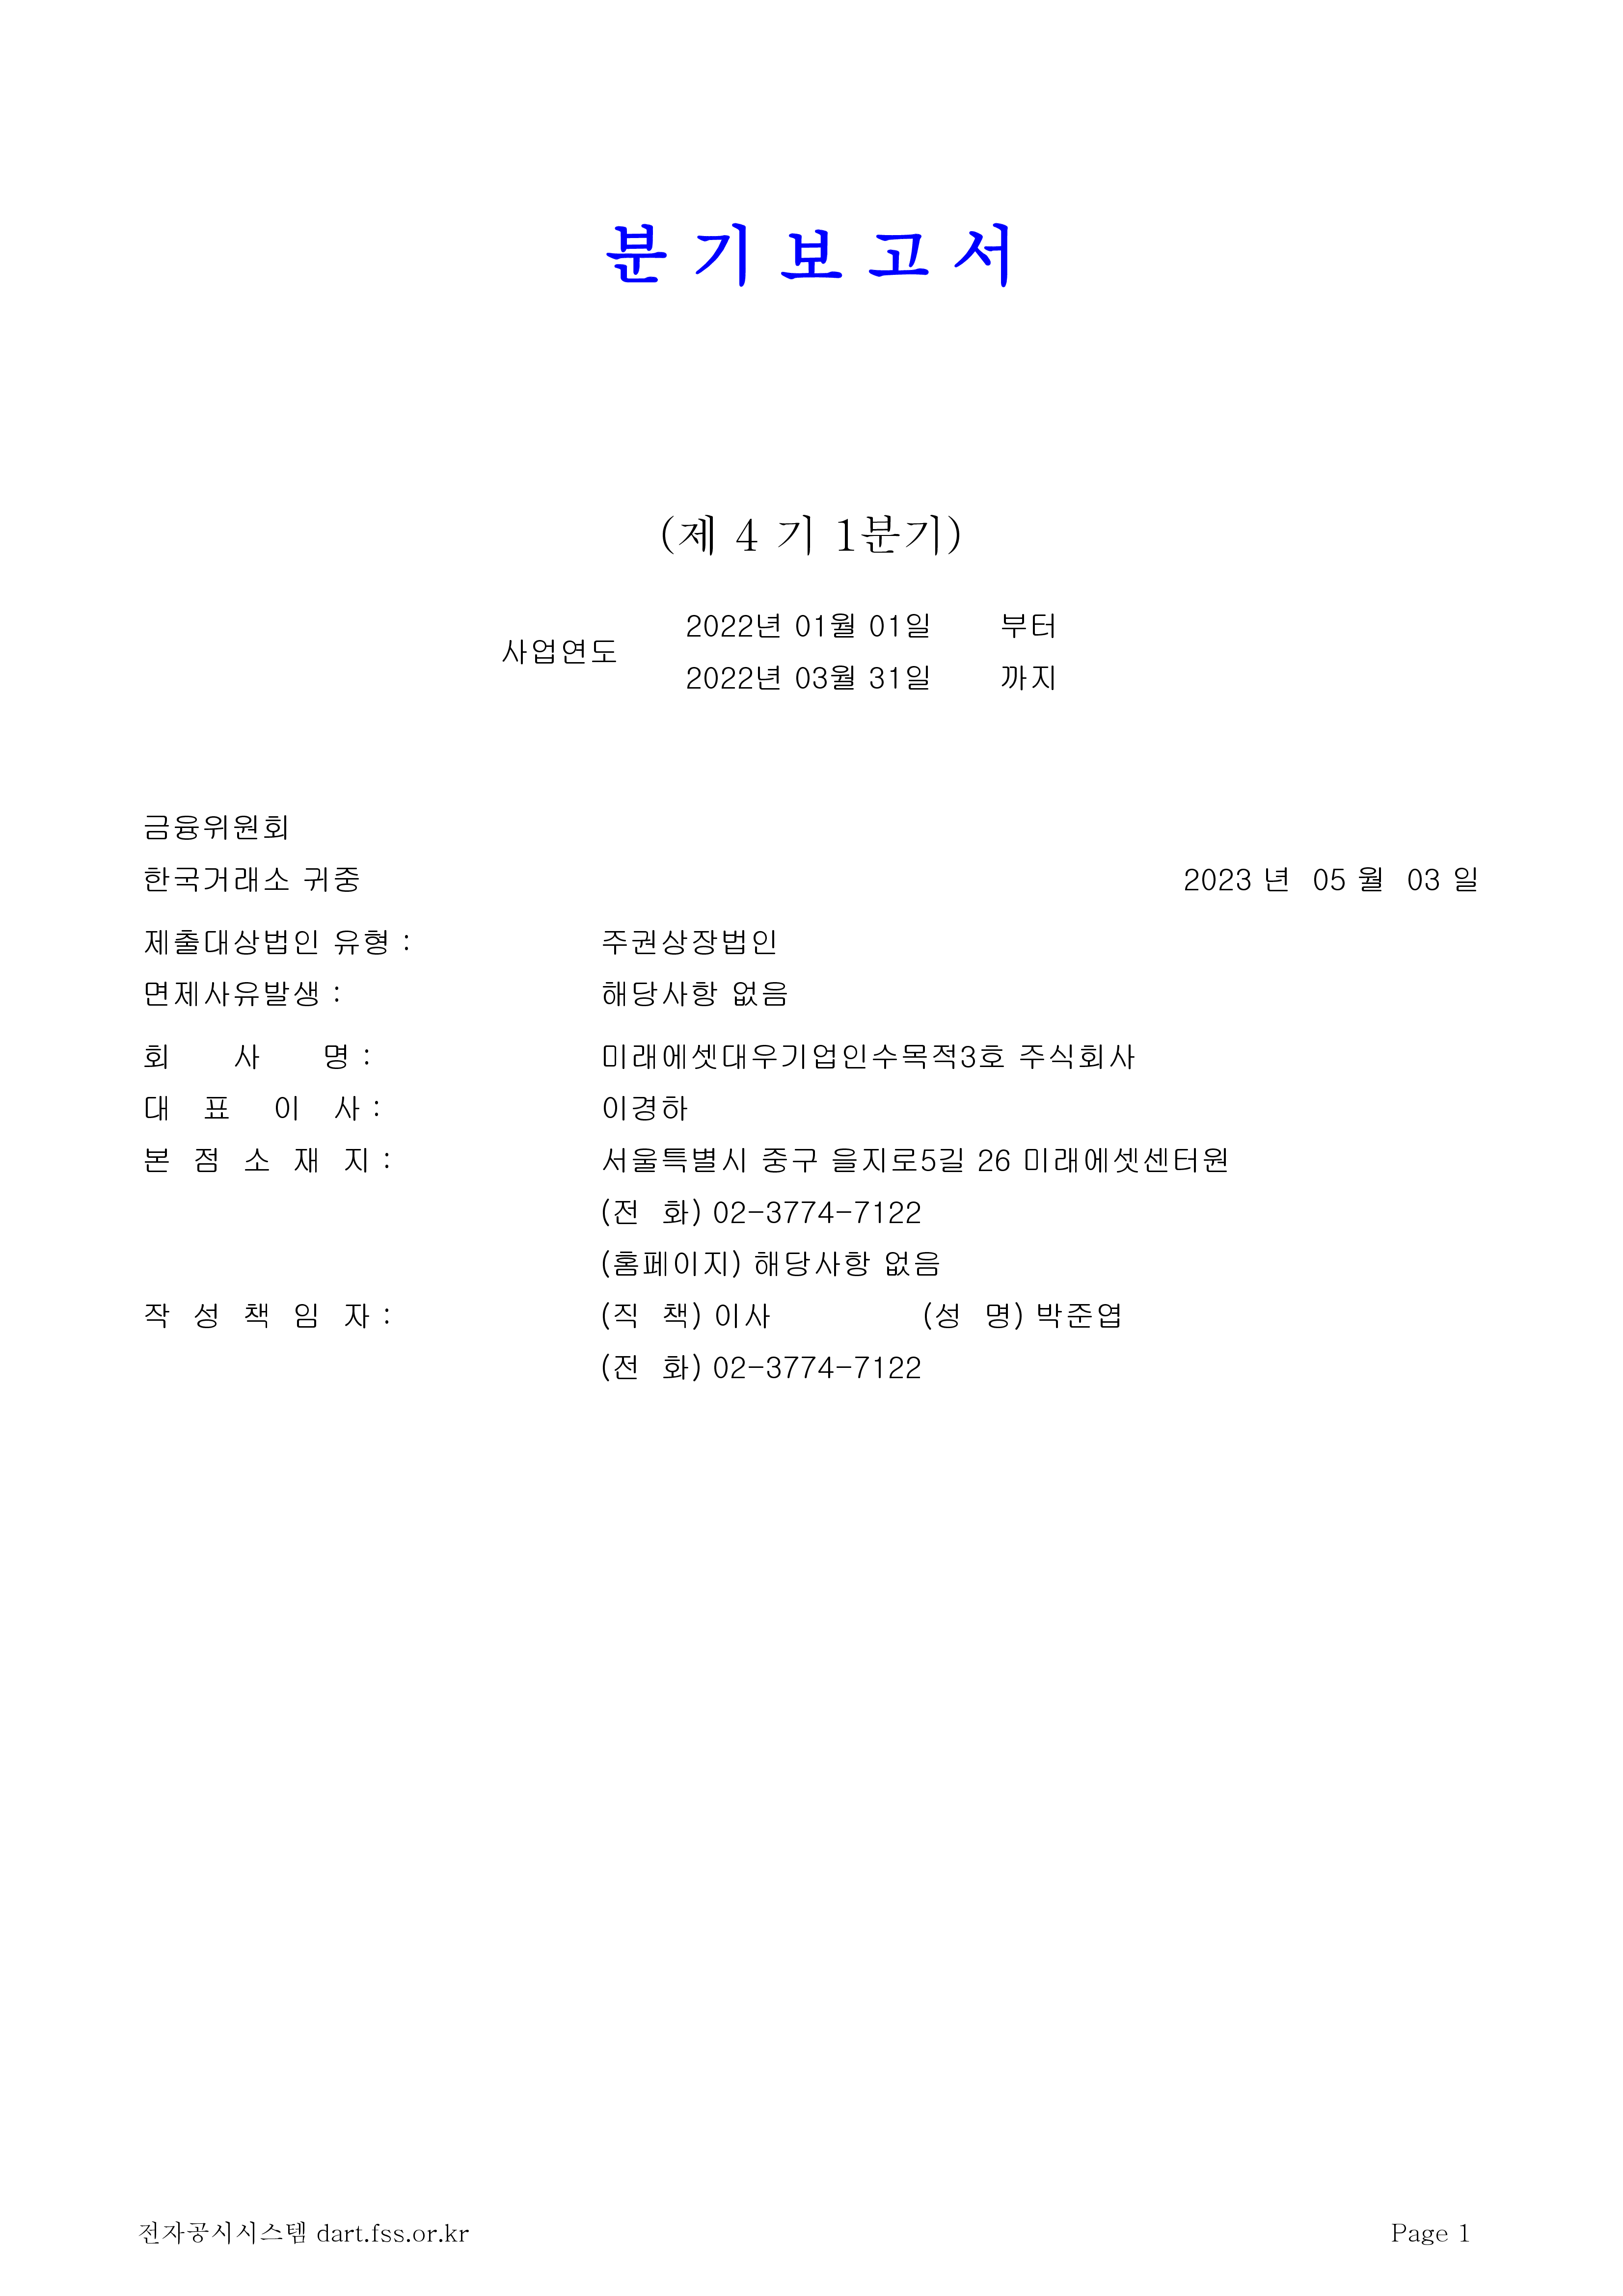 분 기 보 고 서
(제 4 기 1분기)
사업연도
2022년 01월 01일 부터
2022년 03월 31일 까지
금융위원회
한국거래소 귀중 2023 년 05 월 03 일
제출대상법인 유형 : 주권상장법인
면제사유발생 : 해당사항 없음
회 사 명 : 미래에셋대우기업인수목적3호 주식회사
대 표 이 사 : 이경하
본 점 소 재 지 : 서울특별시 중구 을지로5길 26 미래에셋센터원
(전 화) 02-3774-7122
(홈페이지) 해당사항 없음
작 성 책 임 자 : (직 책) 이사 (성 명) 박준엽
(전 화) 02-3774-7122
전자공시시스템 dart.fss.or.kr Page 1